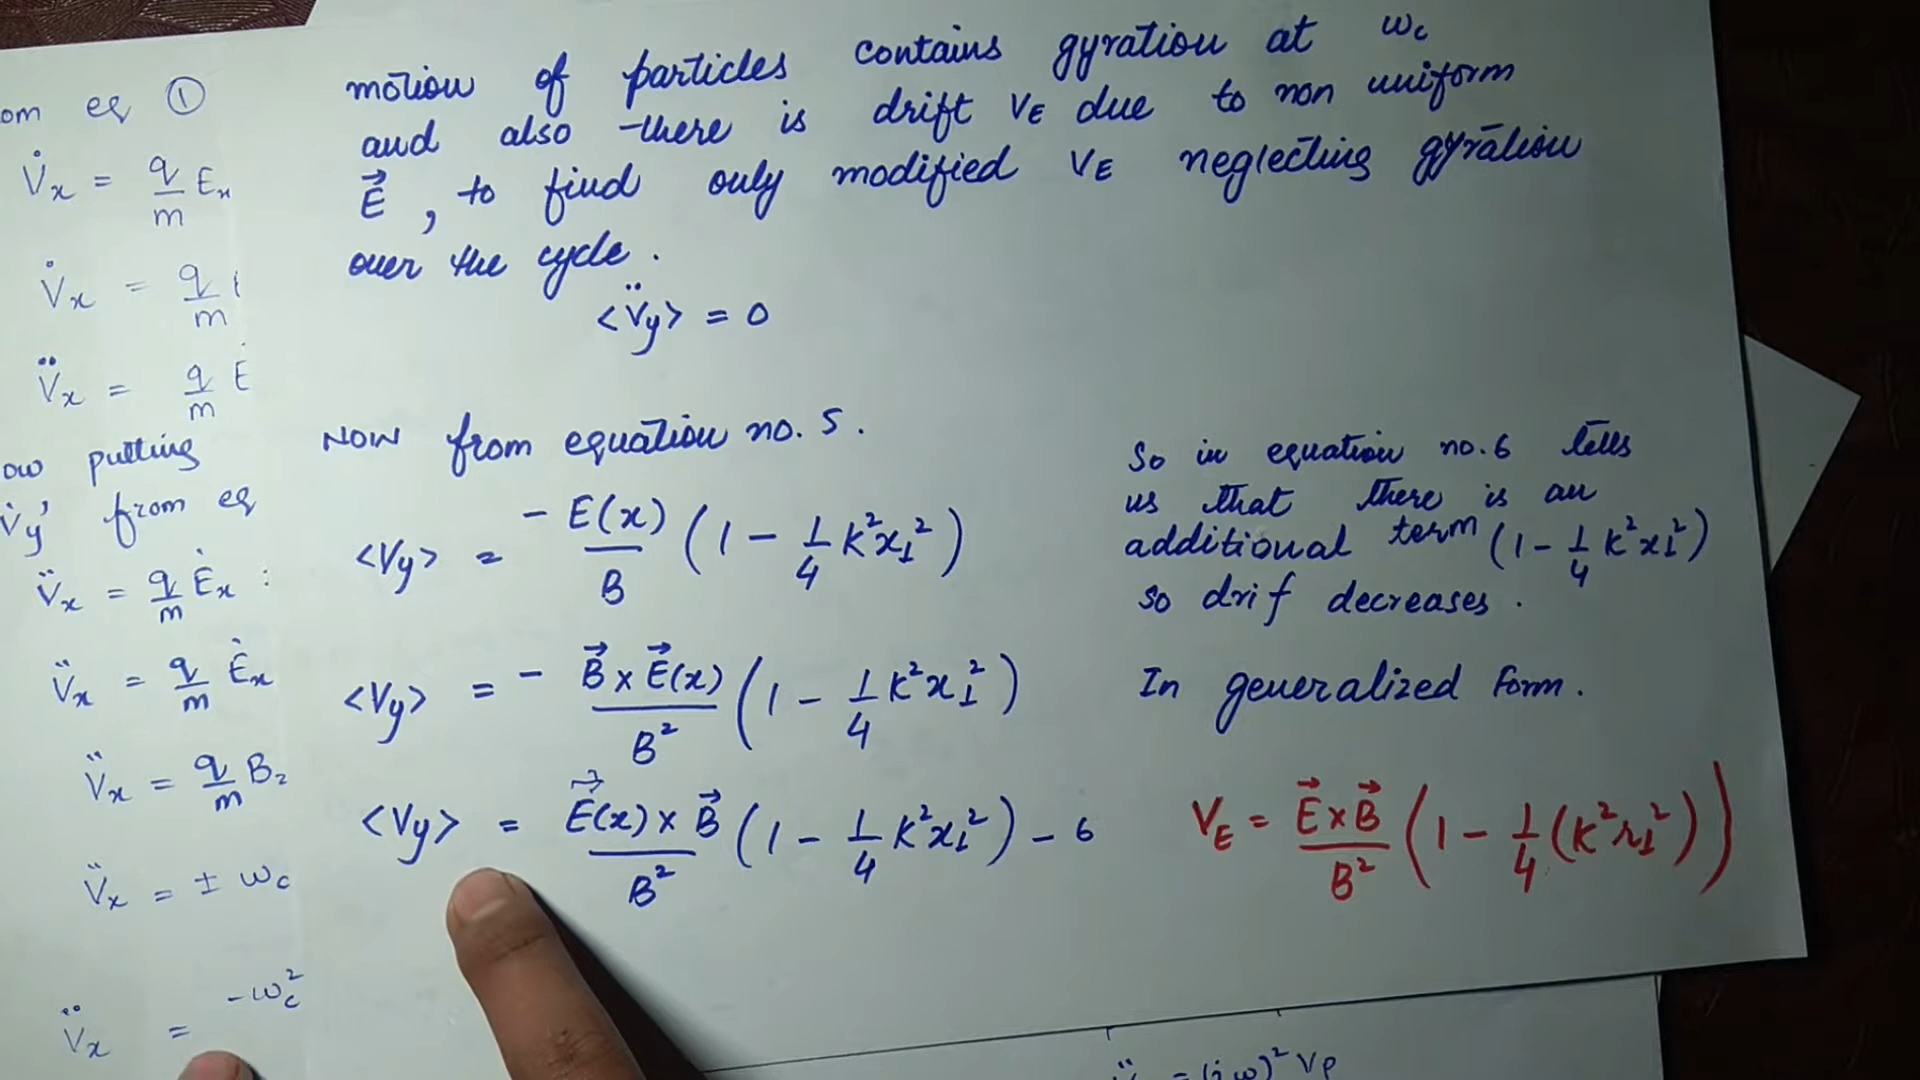 om eq ①
V̇x = q/m Ex
V̇x = q/m
V̈x = q/m E
ow putting
V̇y' from eq
V̈x = q/m Ėx :
V̈x = q/m Ėx
V̈x = q/m Bz
V̈x = ± ωc
V̈x = -ωc²
motion of particles contains gyration at ωc
and also there is drift VE due to non uniform
E⃗ , to find only modified VE neglecting gyration
over the cycle .
<V̈y> = 0
NOW from equation no. 5 .
<Vy> = - E(x)/B (1 - 1/4 K²xL²)
<Vy> = - B⃗ x E⃗(x)/B² (1 - 1/4 K²xL²)
<Vy> = E⃗(x) x B⃗/B² (1 - 1/4 K²xL²) - 6
So in equation no. 6 tells
us that there is an
additional term (1 - 1/4 K²xL²)
so drif decreases .
In generalized form .
VE = E⃗ x B⃗/B² (1 - 1/4 (K²rL²))
= (iω)² Vp